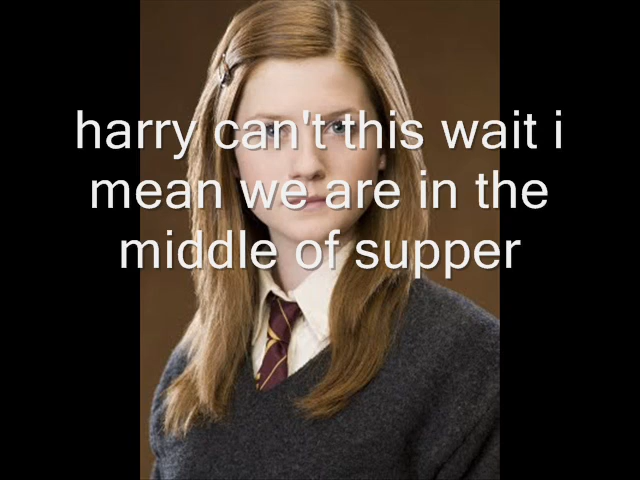 harry can't this wait i
mean we are in the
middle of supper